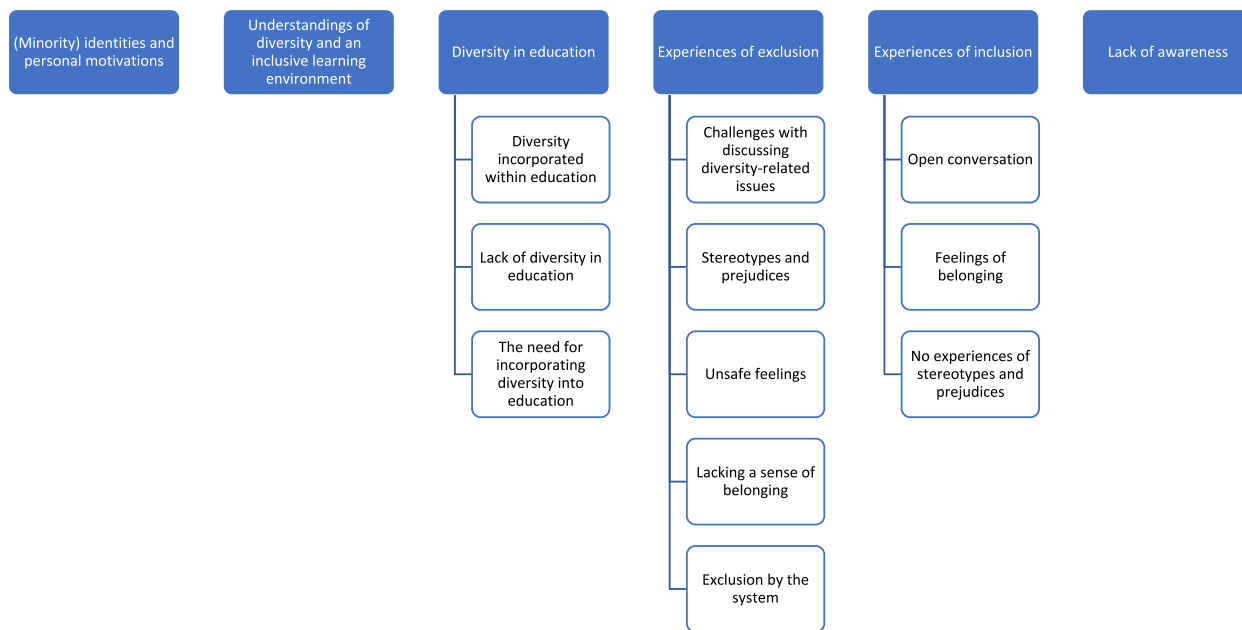 (Minority) identities and
personal motivations
Understandings of
diversity and an
inclusive learning
environment
Diversity in education
Experiences of exclusion
Experiences of inclusion
Lack of awareness
Diversity
incorporated
within education
Lack of diversity in
education
The need for
incorporating
diversity into
education
Challenges with
discussing
diversity-related
issues
Stereotypes and
prejudices
Unsafe feelings
Lacking a sense of
belonging
Exclusion by the
system
Open conversation
Feelings of
belonging
No experiences of
stereotypes and
prejudices